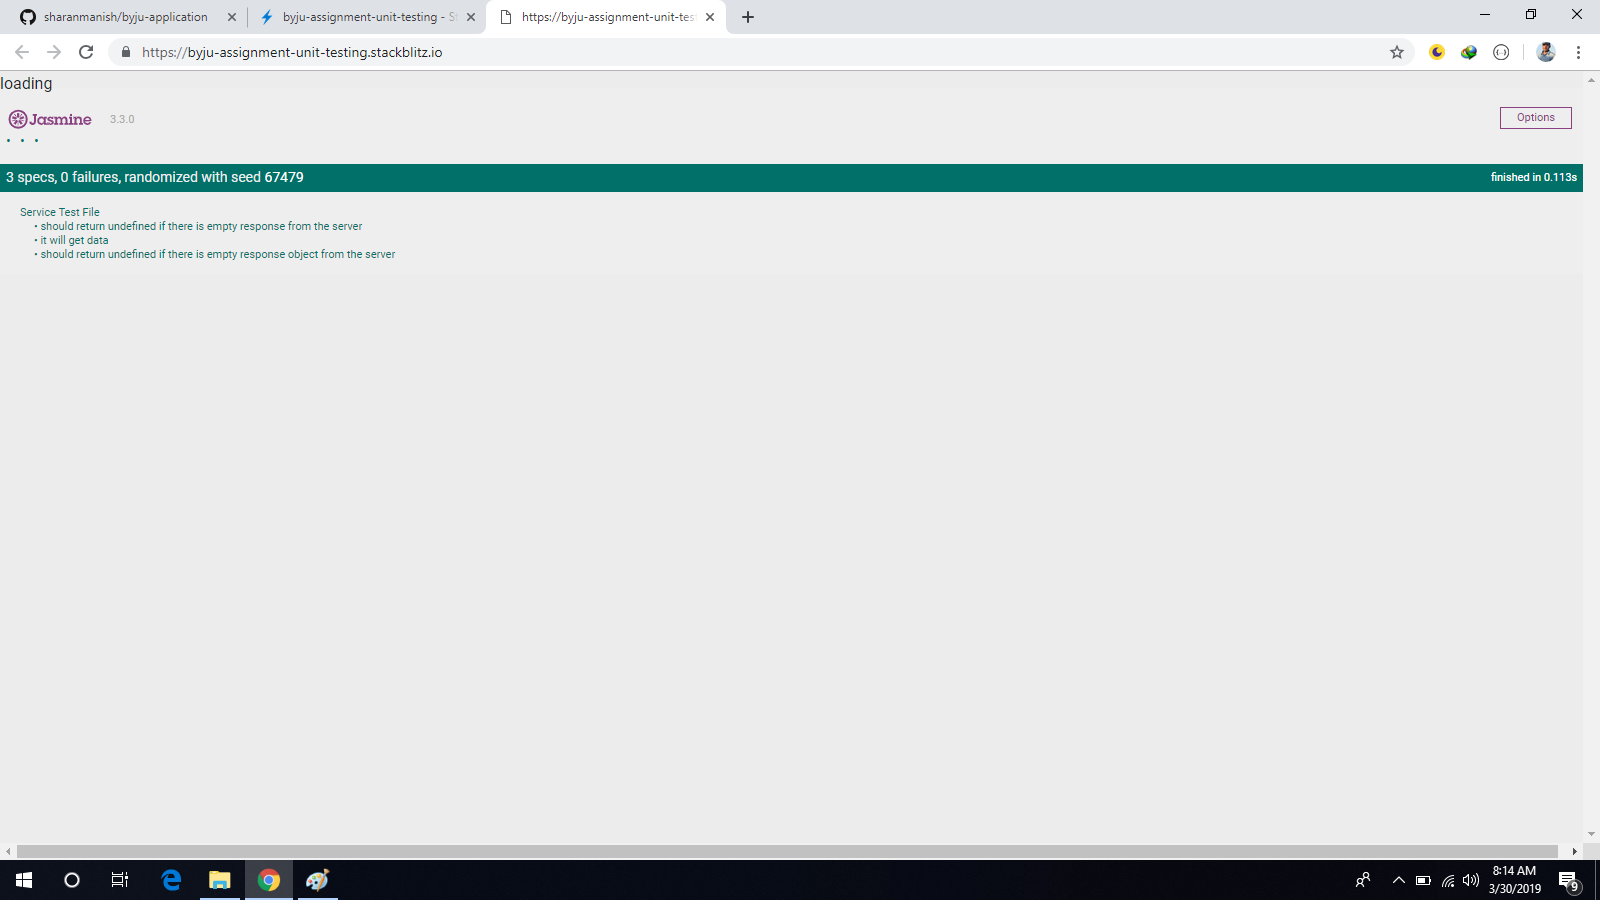 sharanmanish/byju-application
byju-assignment-unit-testing - St
https://byju-assignment-unit-tes
https://byju-assignment-unit-testing.stackblitz.io
loading
Jasmine 3.3.0
Options
• • •
3 specs, 0 failures, randomized with seed 67479
finished in 0.113s
Service Test File
• should return undefined if there is empty response from the server
• it will get data
• should return undefined if there is empty response object from the server
8:14 AM
3/30/2019
9